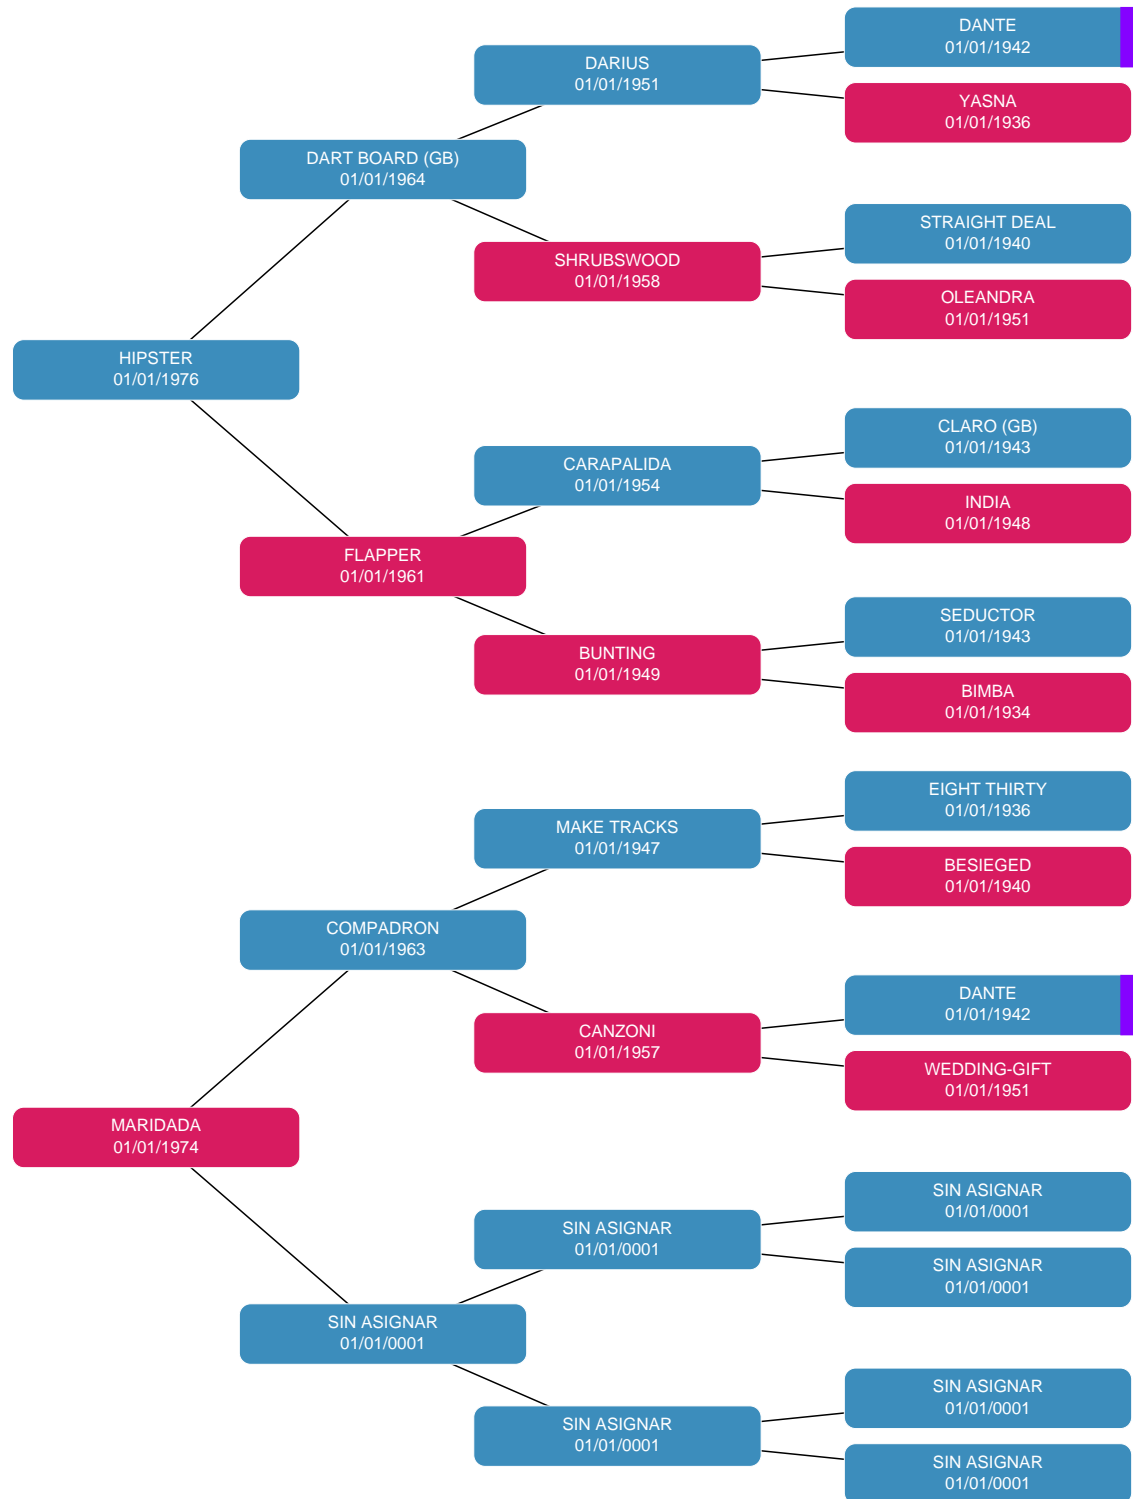 DANTE
01/01/1942
DARIUS
01/01/1951
YASNA
01/01/1936
DART BOARD (GB)
01/01/1964
STRAIGHT DEAL
01/01/1940
SHRUBSWOOD
01/01/1958
OLEANDRA
01/01/1951
HIPSTER
01/01/1976
CLARO (GB)
01/01/1943
CARAPALIDA
01/01/1954
INDIA
01/01/1948
FLAPPER
01/01/1961
SEDUCTOR
01/01/1943
BUNTING
01/01/1949
BIMBA
01/01/1934
EIGHT THIRTY
01/01/1936
MAKE TRACKS
01/01/1947
BESIEGED
01/01/1940
COMPADRON
01/01/1963
DANTE
01/01/1942
CANZONI
01/01/1957
WEDDING-GIFT
01/01/1951
MARIDADA
01/01/1974
SIN ASIGNAR
01/01/0001
SIN ASIGNAR
01/01/0001
SIN ASIGNAR
01/01/0001
SIN ASIGNAR
01/01/0001
SIN ASIGNAR
01/01/0001
SIN ASIGNAR
01/01/0001
SIN ASIGNAR
01/01/0001